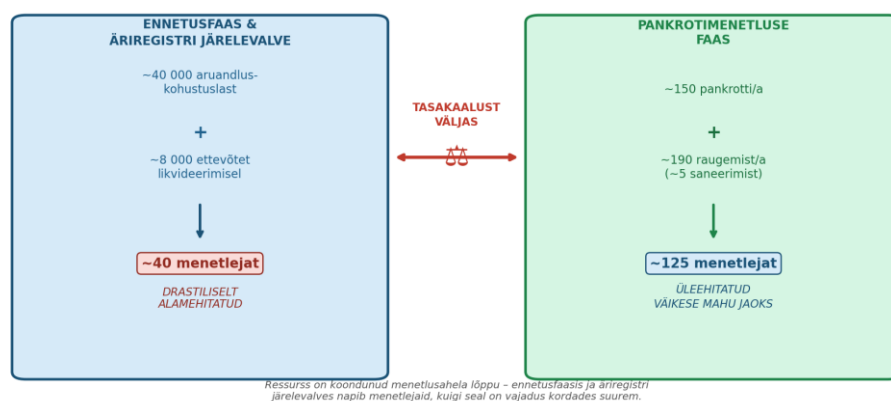 ENNETUSFAAS &
ÄRIREGISTRI JÄRELEVALVE
~40 000 aruandlus-
kohustuslast
+
~8 000 ettevõtet
likvideerimisel
~40 menetlejat
DRASTILISELT
ALAMEHITATUD
TASAKAALUST
VÄLJAS
PANKROTIMENETLUSE
FAAS
~150 pankrotti/a
+
~190 raugemist/a
(~5 saneerimist)
~125 menetlejat
ÜLEEHITATUD
VÄIKESE MAHU JAOKS
Ressurss on koondunud menetlusahela lõppu – ennetusfaasis ja äriregistri
järelevalves napib menetlejaid, kuigi seal on vajadus kordades suurem.